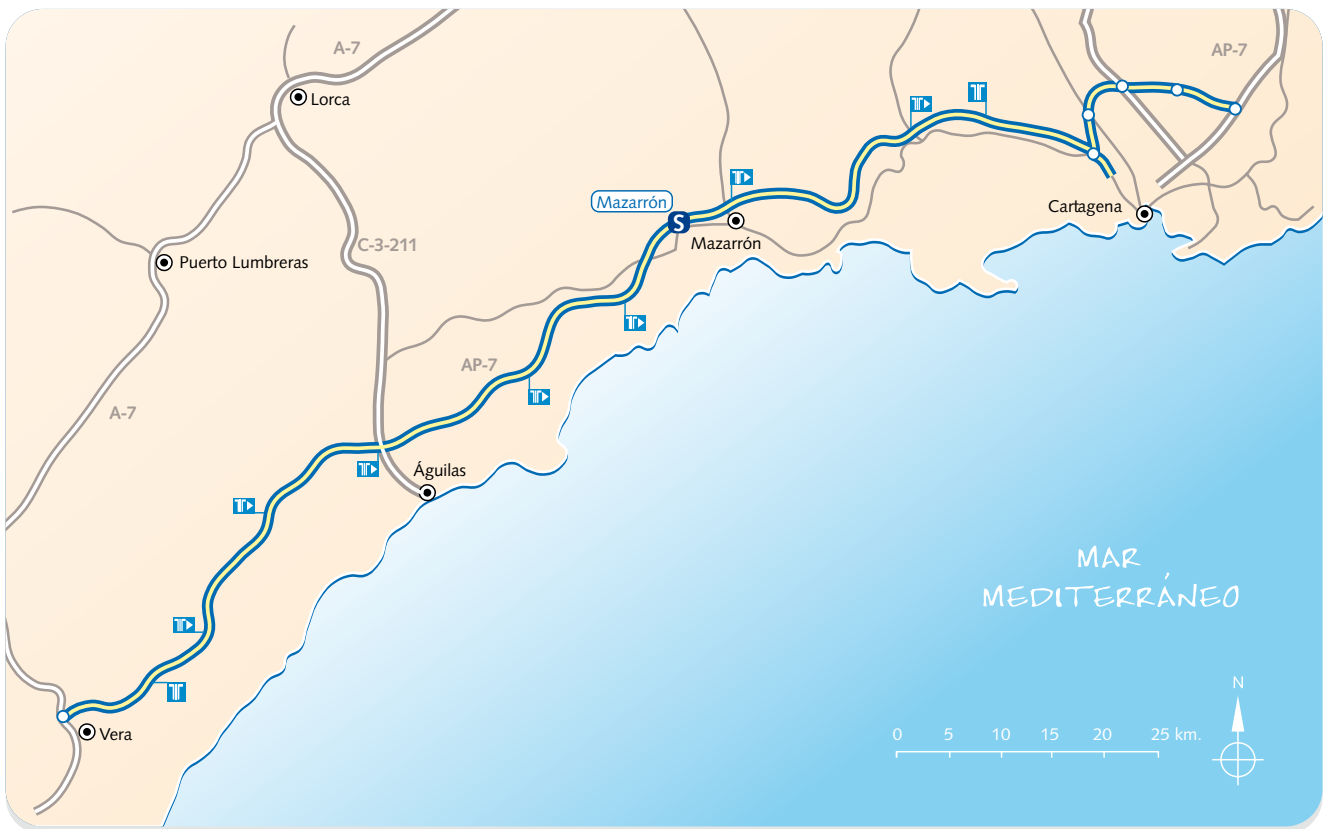 A-7
AP-7
Lorca
Mazarrón
Cartagena
Mazarrón
C-3-211
Puerto Lumbreras
AP-7
A-7
Águilas
MAR
MEDITERRÁNEO
N
Vera
0 5 10 15 20 25 km.
S
T
T
T
T
T
T
T
T
T